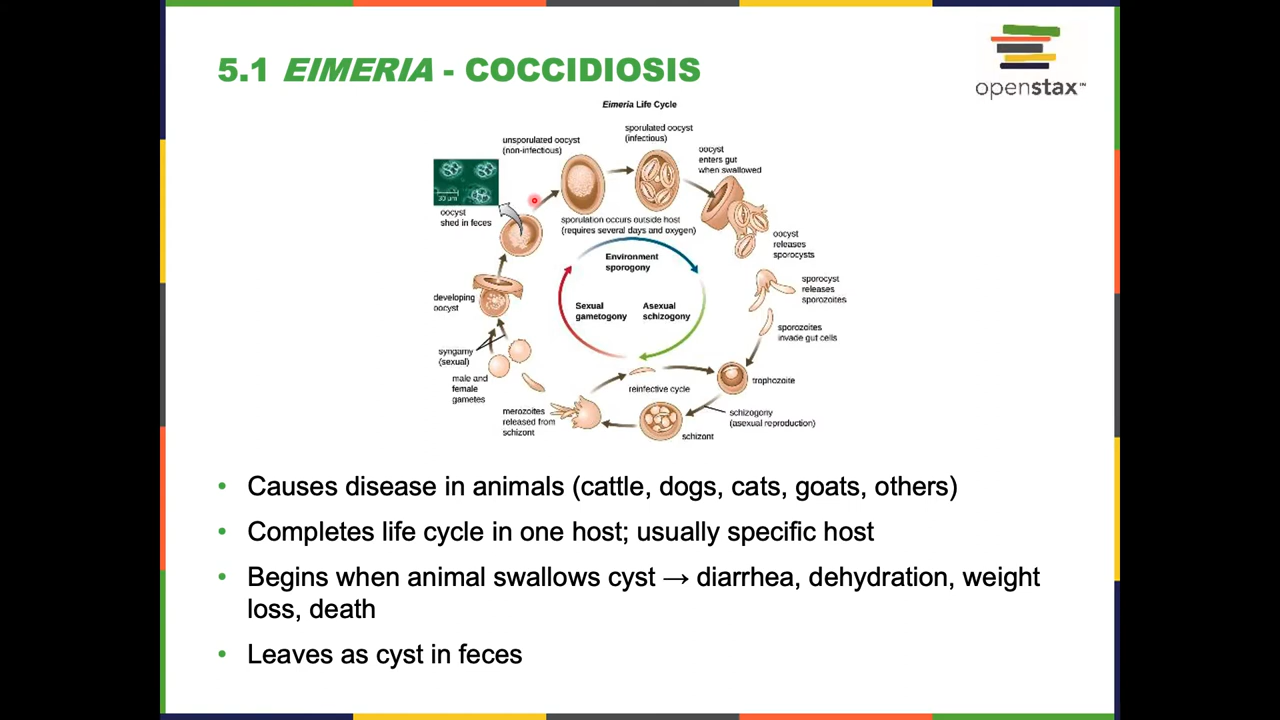 5.1 EIMERIA - COCCIDIOSIS
openstax™
Eimeria Life Cycle
unsporulated oocyst
(non-infectious)
sporulated oocyst
(infectious)
oocyst
enters gut
when swallowed
30 µm
oocyst
shed in feces
sporulation occurs outside host
(requires several days and oxygen)
oocyst
releases
sporocysts
Environment
sporogony
sporocyst
releases
sporozoites
developing
oocyst
Sexual
gametogony
Asexual
schizogony
sporozoites
invade gut cells
syngamy
(sexual)
male and
female
gametes
reinfective cycle
trophozoite
merozoites
released from
schizont
schizont
schizogony
(asexual reproduction)
• Causes disease in animals (cattle, dogs, cats, goats, others)
• Completes life cycle in one host; usually specific host
• Begins when animal swallows cyst → diarrhea, dehydration, weight
loss, death
• Leaves as cyst in feces